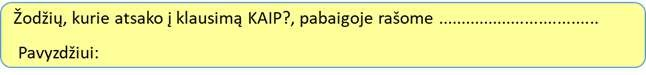 Žodžių, kurie atsako į klausimą KAIP?, pabaigoje rašome ....................................
Pavyzdžiui: